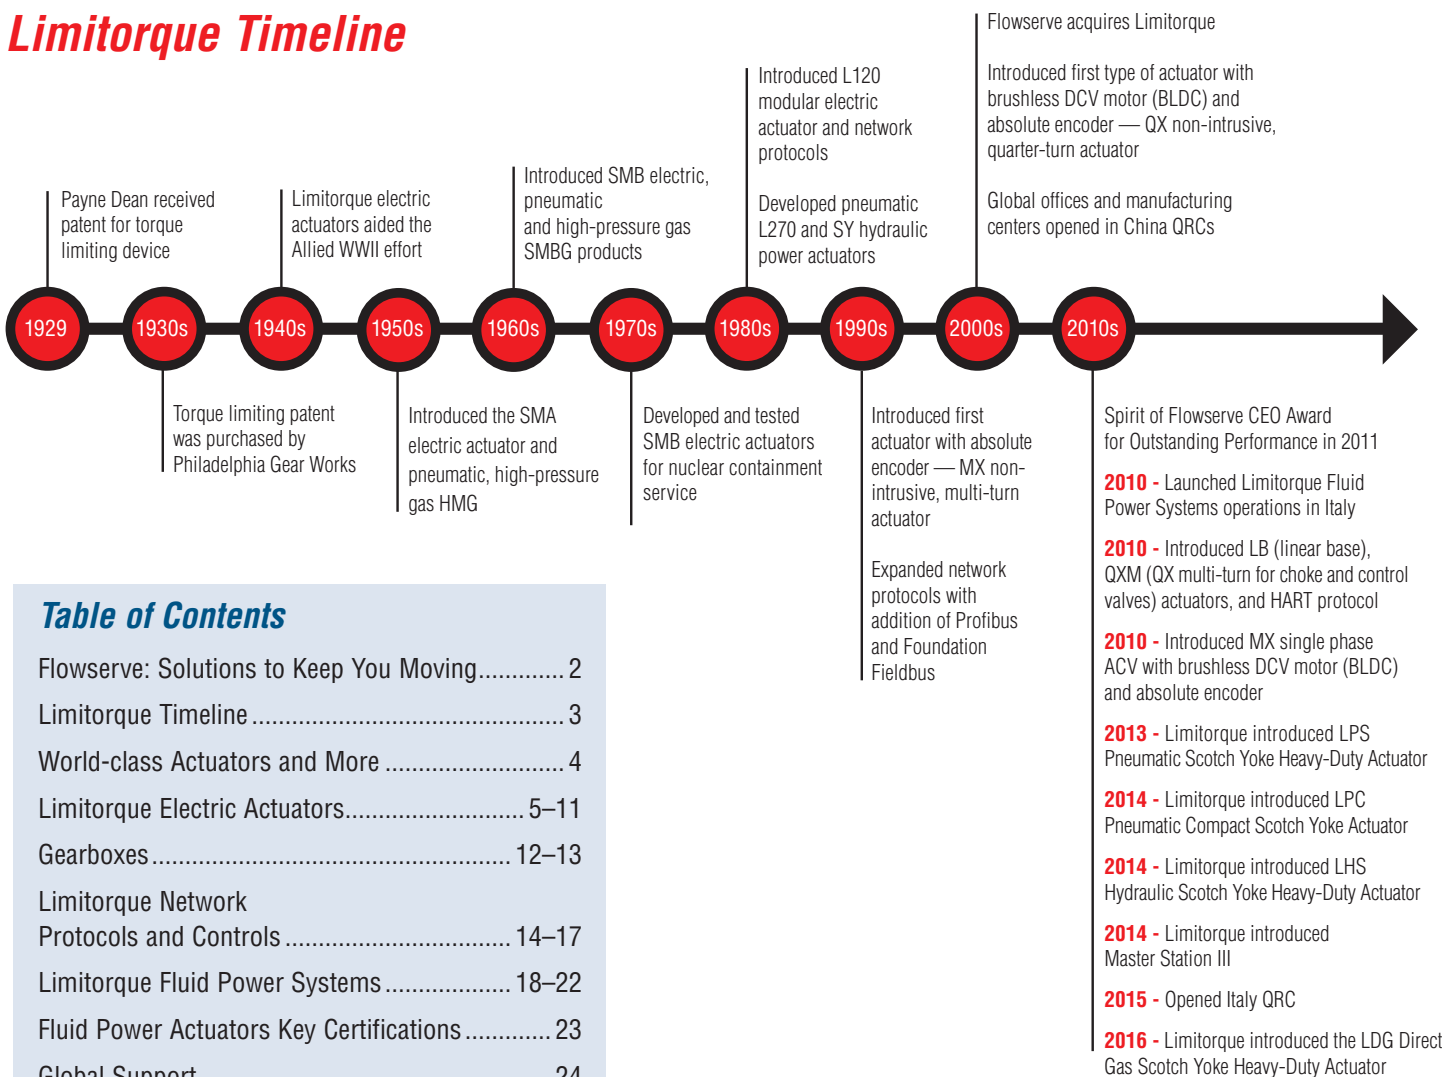 Limitorque Timeline
Payne Dean received
patent for torque
limiting device
Limitorque electric
actuators aided the
Allied WWII effort
Introduced SMB electric,
pneumatic
and high-pressure gas
SMBG products
Introduced L120
modular electric
actuator and network
protocols
Developed pneumatic
L270 and SY hydraulic
power actuators
Flowserve acquires Limitorque
Introduced first type of actuator with
brushless DCV motor (BLDC) and
absolute encoder — QX non-intrusive,
quarter-turn actuator
Global offices and manufacturing
centers opened in China QRCs
1929 1930s 1940s 1950s 1960s 1970s 1980s 1990s 2000s 2010s
Torque limiting patent
was purchased by
Philadelphia Gear Works
Introduced the SMA
electric actuator and
pneumatic, high-pressure
gas HMG
Developed and tested
SMB electric actuators
for nuclear containment
service
Introduced first
actuator with absolute
encoder — MX non-
intrusive, multi-turn
actuator
Expanded network
protocols with
addition of Profibus
and Foundation
Fieldbus
Spirit of Flowserve CEO Award
for Outstanding Performance in 2011
2010 - Launched Limitorque Fluid
Power Systems operations in Italy
2010 - Introduced LB (linear base),
QXM (QX multi-turn for choke and control
valves) actuators, and HART protocol
2010 - Introduced MX single phase
ACV with brushless DCV motor (BLDC)
and absolute encoder
2013 - Limitorque introduced LPS
Pneumatic Scotch Yoke Heavy-Duty Actuator
2014 - Limitorque introduced LPC
Pneumatic Compact Scotch Yoke Actuator
2014 - Limitorque introduced LHS
Hydraulic Scotch Yoke Heavy-Duty Actuator
2014 - Limitorque introduced
Master Station III
2015 - Opened Italy QRC
2016 - Limitorque introduced the LDG Direct
Gas Scotch Yoke Heavy-Duty Actuator
Table of Contents
Flowserve: Solutions to Keep You Moving............. 2
Limitorque Timeline............................................... 3
World-class Actuators and More........................... 4
Limitorque Electric Actuators........................... 5–11
Gearboxes...................................................... 12–13
Limitorque Network
Protocols and Controls.................................. 14–17
Limitorque Fluid Power Systems................... 18–22
Fluid Power Actuators Key Certifications............. 23
Global Support..................................................... 24